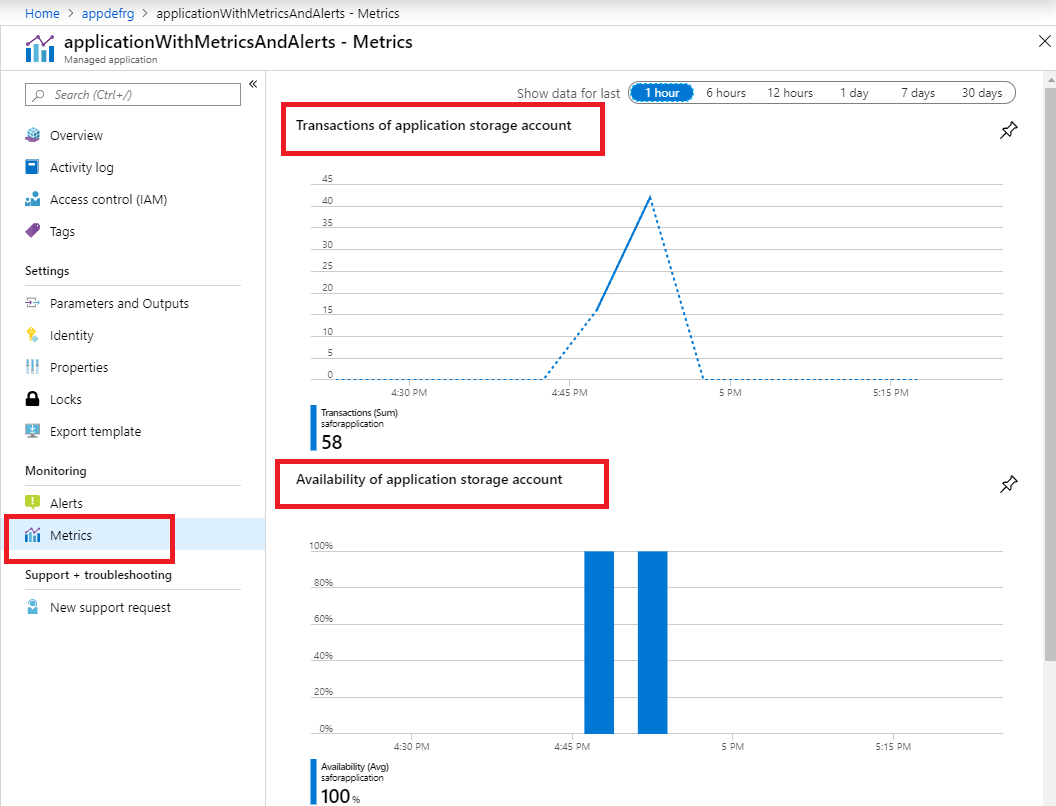 Home > appdefrg > applicationWithMetricsAndAlerts - Metrics
applicationWithMetricsAndAlerts - Metrics
Managed application
Search (Ctrl+/)
«
Overview
Activity log
Access control (IAM)
Tags
Settings
Parameters and Outputs
Identity
Properties
Locks
Export template
Monitoring
Alerts
Metrics
Support + troubleshooting
New support request
Show data for last 1 hour 6 hours 12 hours 1 day 7 days 30 days
Transactions of application storage account
45
40
35
30
25
20
15
10
5
0
4:30 PM 4:45 PM 5 PM 5:15 PM
Transactions (Sum)
saforapplication
58
Availability of application storage account
100%
80%
60%
40%
20%
0%
4:30 PM 4:45 PM 5 PM 5:15 PM
Availability (Avg)
saforapplication
100 %